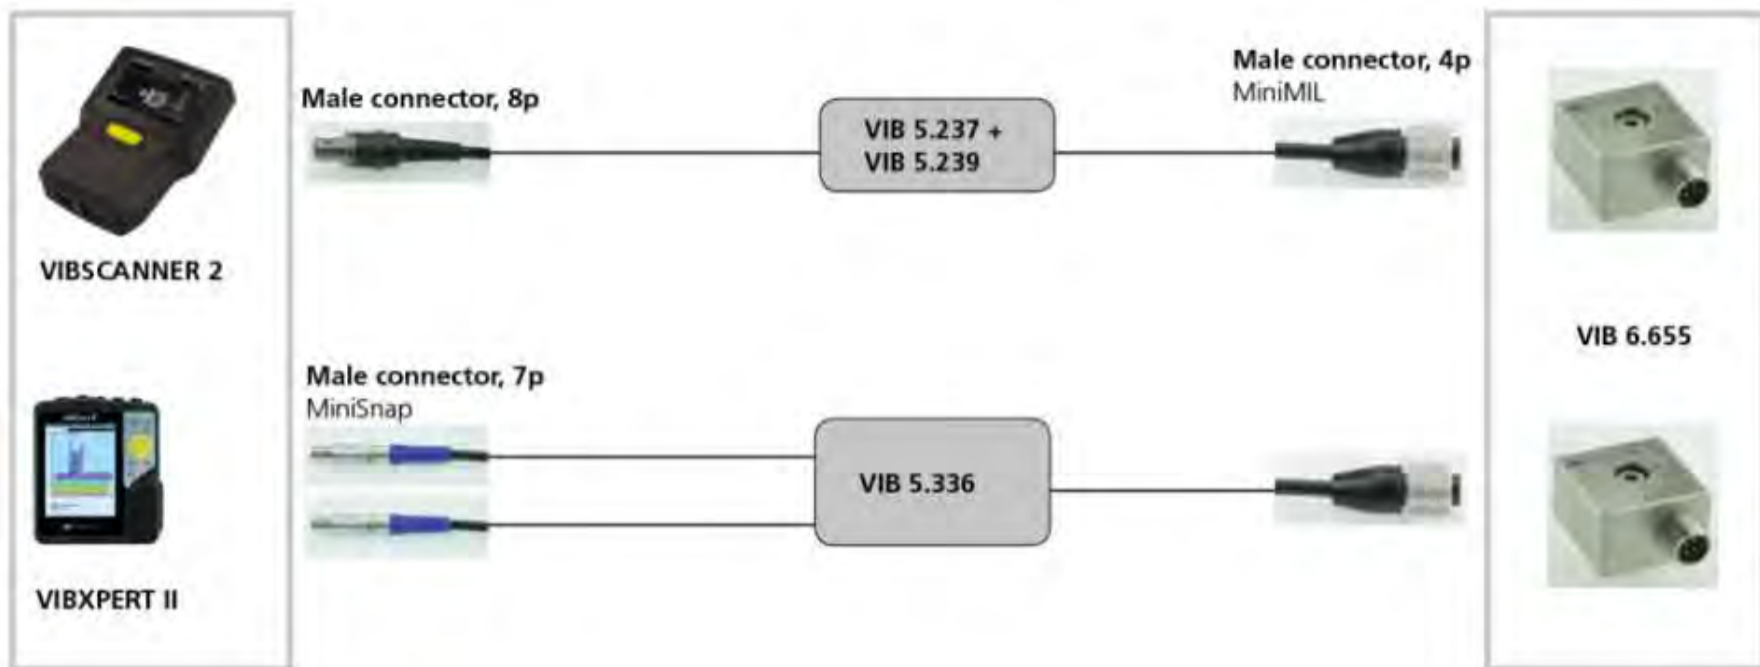 Male connector, 8p
VIB 5.237 +
VIB 5.239
Male connector, 4p
MiniMIL
VIBSCANNER 2
VIB 6.655
Male connector, 7p
MiniSnap
VIB 5.336
VIBXPERT II